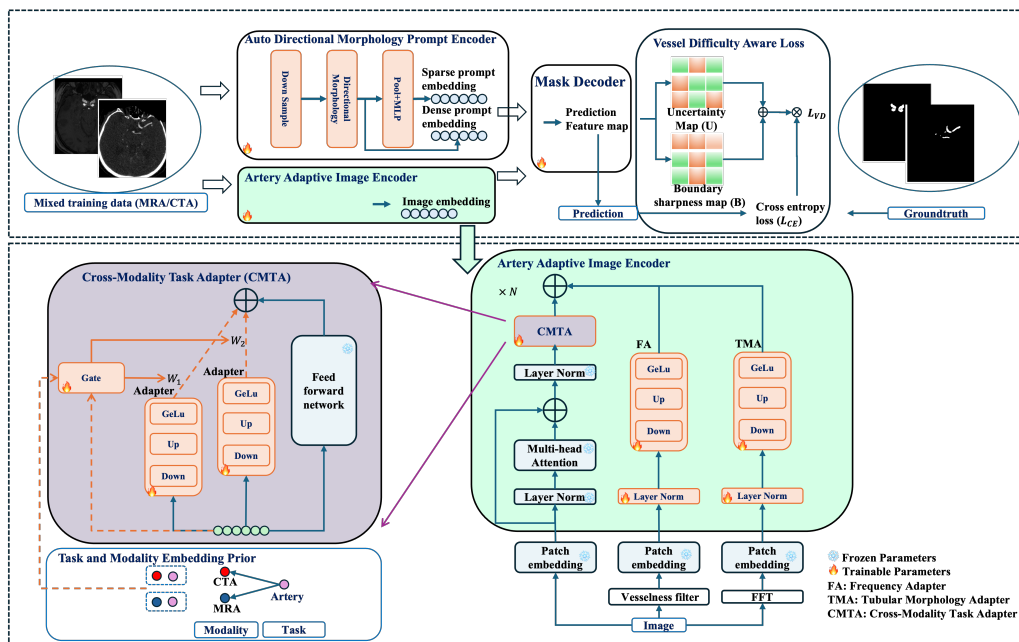 Auto Directional Morphology Prompt Encoder
Down Sample
Directional
Morphology
Pool+MLP
Sparse prompt
embedding
Dense prompt
embedding
Mixed training data (MRA/CTA)
Artery Adaptive Image Encoder
Image embedding
Mask Decoder
Prediction
Feature map
Prediction
Vessel Difficulty Aware Loss
Uncertainty
Map (U)
Boundary
sharpness map (B)
L_VD
Cross entropy
loss (L_CE)
Groundtruth
Cross-Modality Task Adapter (CMTA)
W_2
Gate
W_1
Adapter
Adapter
GeLu
Up
Down
GeLu
Up
Down
Feed
forward
network
Task and Modality Embedding Prior
CTA
MRA
Artery
Modality
Task
Artery Adaptive Image Encoder
× N
CMTA
Layer Norm
Multi-head
Attention
Layer Norm
FA
GeLu
Up
Down
Layer Norm
TMA
GeLu
Up
Down
Layer Norm
Patch
embedding
Patch
embedding
Patch
embedding
Vesselness filter
FFT
Image
Frozen Parameters
Trainable Parameters
FA: Frequency Adapter
TMA: Tubular Morphology Adapter
CMTA: Cross-Modality Task Adapter